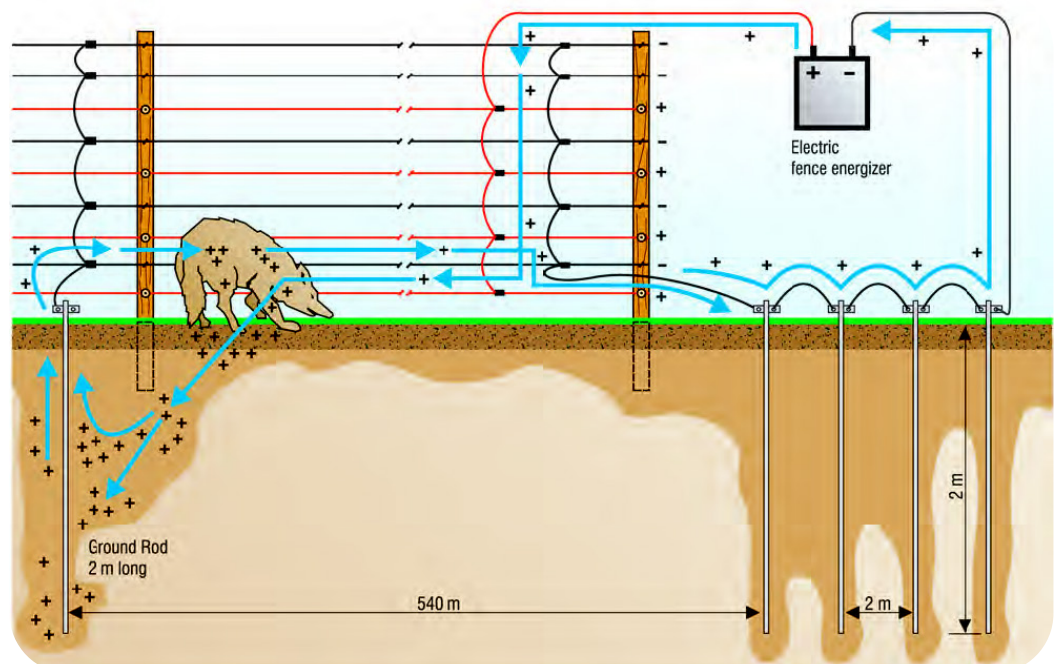 + −
Electric
fence energizer
Ground Rod
2 m long
540 m
2 m
2 m